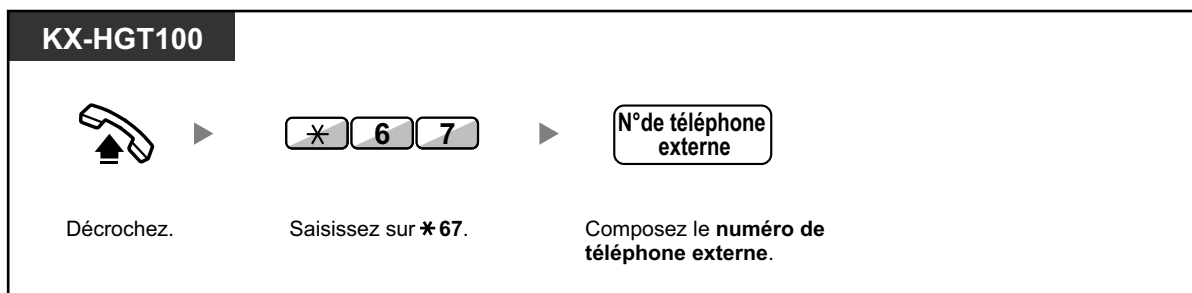 KX-HGT100
* 6 7
N°de téléphone
externe
Décrochez.
Saisissez sur *67.
Composez le numéro de
téléphone externe.